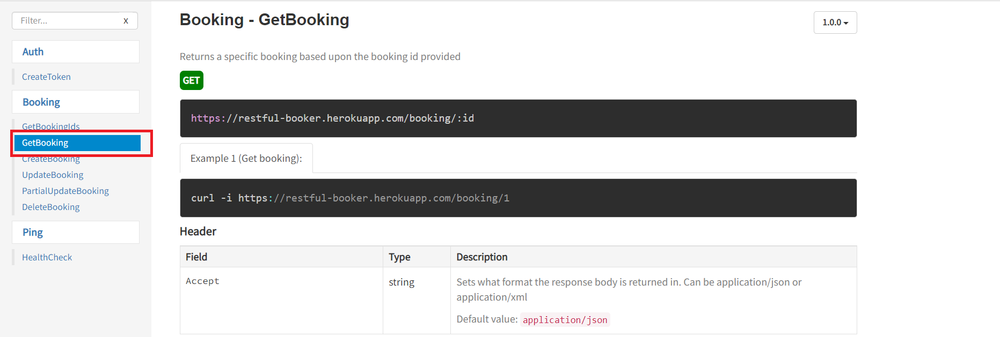 Filter...
X
Auth
CreateToken
Booking
GetBookingIds
GetBooking
CreateBooking
UpdateBooking
PartialUpdateBooking
DeleteBooking
Ping
HealthCheck
Booking - GetBooking
1.0.0
Returns a specific booking based upon the booking id provided
GET
https://restful-booker.herokuapp.com/booking/:id
Example 1 (Get booking):
curl -i https://restful-booker.herokuapp.com/booking/1
Header
Field Type Description
Accept string Sets what format the response body is returned in. Can be application/json or
application/xml
Default value: application/json